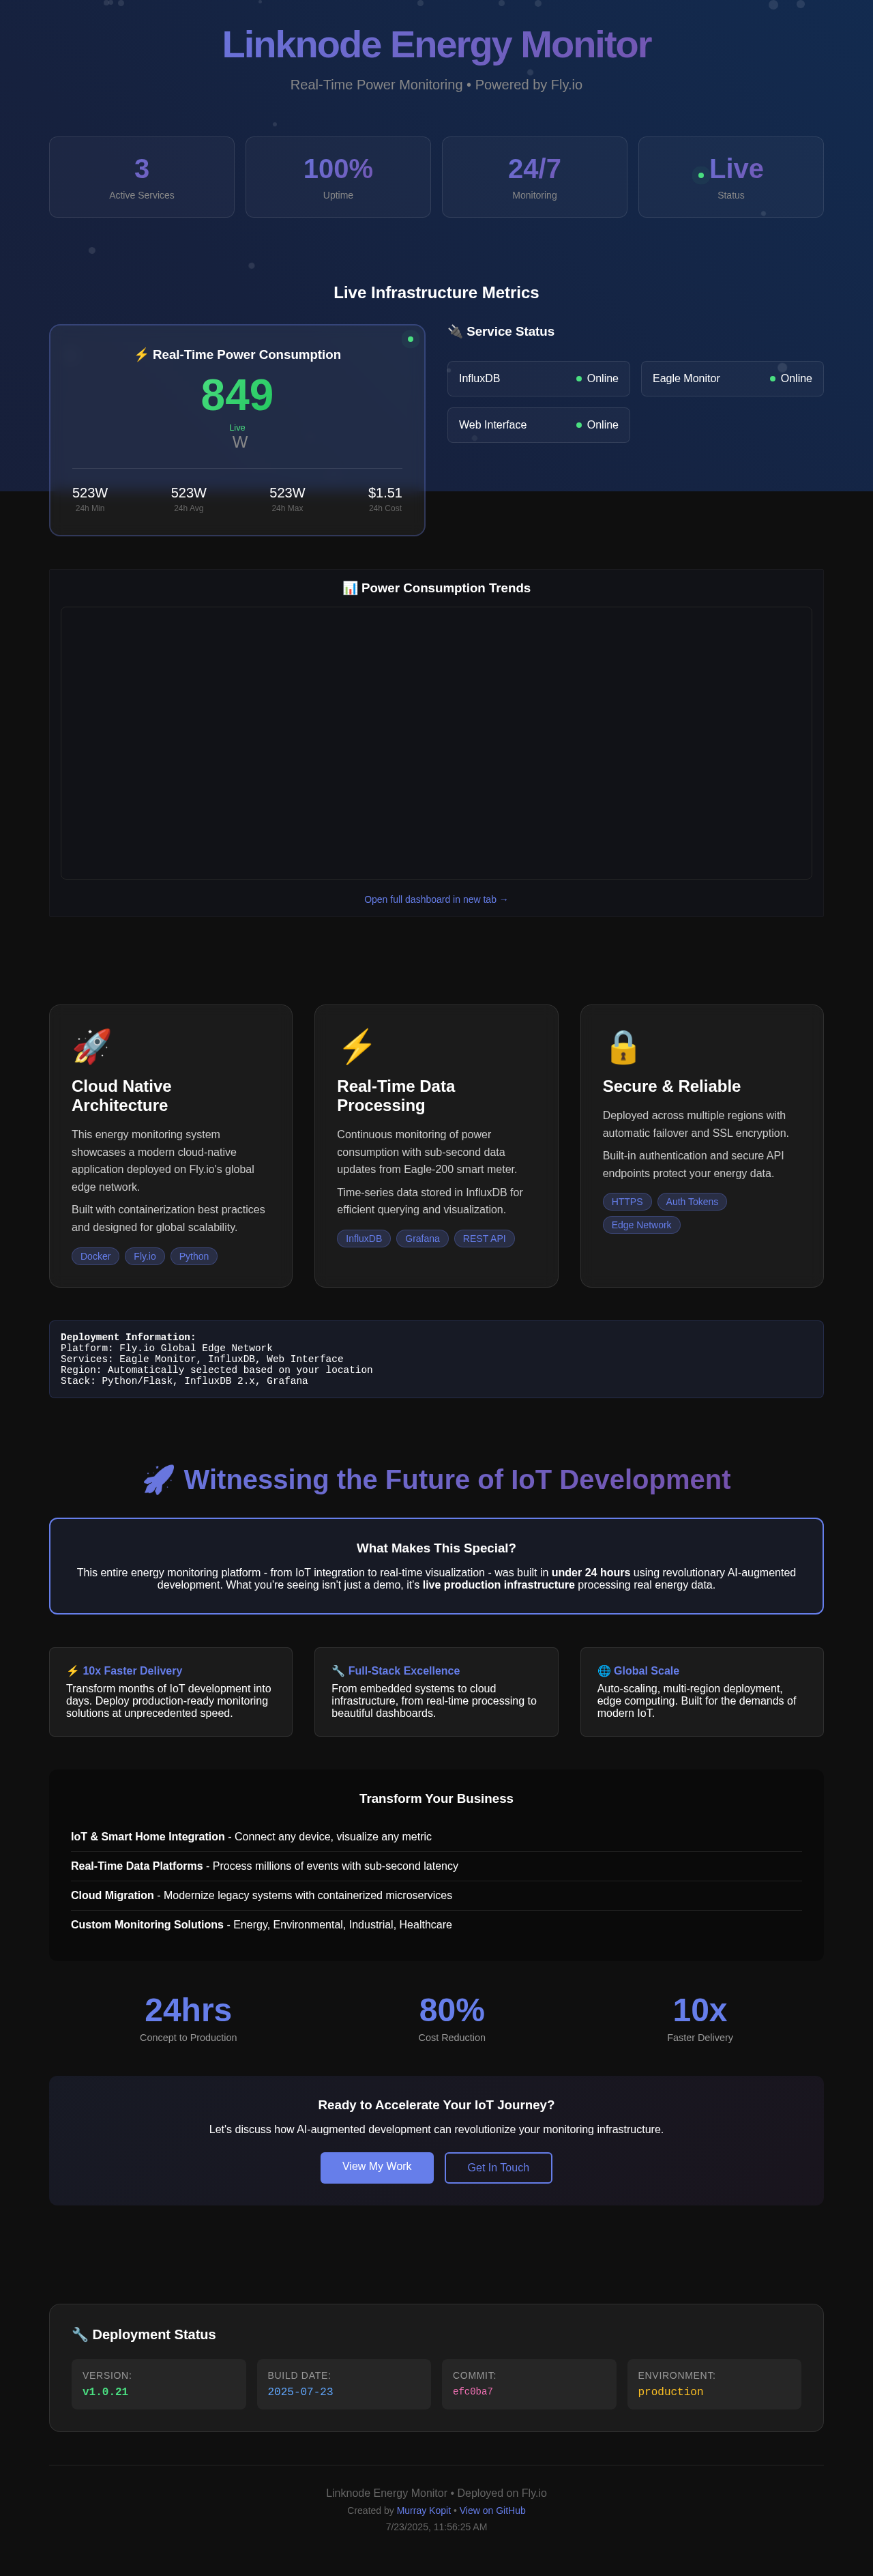 Linknode Energy Monitor
Real-Time Power Monitoring • Powered by Fly.io
3
Active Services
100%
Uptime
24/7
Monitoring
Live
Status
Live Infrastructure Metrics
⚡ Real-Time Power Consumption
849
Live
W
523W
24h Min
523W
24h Avg
523W
24h Max
$1.51
24h Cost
🔌 Service Status
InfluxDB
Online
Eagle Monitor
Online
Web Interface
Online
📊 Power Consumption Trends
Open full dashboard in new tab →
🚀
Cloud Native
Architecture
This energy monitoring system
showcases a modern cloud-native
application deployed on Fly.io's global
edge network.
Built with containerization best practices
and designed for global scalability.
Docker
Fly.io
Python
⚡
Real-Time Data
Processing
Continuous monitoring of power
consumption with sub-second data
updates from Eagle-200 smart meter.
Time-series data stored in InfluxDB for
efficient querying and visualization.
InfluxDB
Grafana
REST API
🔒
Secure & Reliable
Deployed across multiple regions with
automatic failover and SSL encryption.
Built-in authentication and secure API
endpoints protect your energy data.
HTTPS
Auth Tokens
Edge Network
Deployment Information:
Platform: Fly.io Global Edge Network
Services: Eagle Monitor, InfluxDB, Web Interface
Region: Automatically selected based on your location
Stack: Python/Flask, InfluxDB 2.x, Grafana
🚀 Witnessing the Future of IoT Development
What Makes This Special?
This entire energy monitoring platform - from IoT integration to real-time visualization - was built in under 24 hours using revolutionary AI-augmented
development. What you're seeing isn't just a demo, it's live production infrastructure processing real energy data.
⚡ 10x Faster Delivery
Transform months of IoT development into
days. Deploy production-ready monitoring
solutions at unprecedented speed.
🔧 Full-Stack Excellence
From embedded systems to cloud
infrastructure, from real-time processing to
beautiful dashboards.
🌐 Global Scale
Auto-scaling, multi-region deployment,
edge computing. Built for the demands of
modern IoT.
Transform Your Business
IoT & Smart Home Integration - Connect any device, visualize any metric
Real-Time Data Platforms - Process millions of events with sub-second latency
Cloud Migration - Modernize legacy systems with containerized microservices
Custom Monitoring Solutions - Energy, Environmental, Industrial, Healthcare
24hrs
Concept to Production
80%
Cost Reduction
10x
Faster Delivery
Ready to Accelerate Your IoT Journey?
Let's discuss how AI-augmented development can revolutionize your monitoring infrastructure.
View My Work
Get In Touch
🔧 Deployment Status
VERSION:
v1.0.21
BUILD DATE:
2025-07-23
COMMIT:
efc0ba7
ENVIRONMENT:
production
Linknode Energy Monitor • Deployed on Fly.io
Created by Murray Kopit • View on GitHub
7/23/2025, 11:56:25 AM